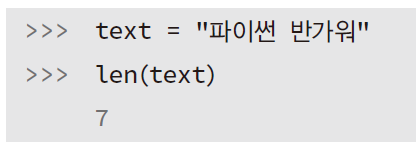 >>> text = "파이썬 반가워"
>>> len(text)
7